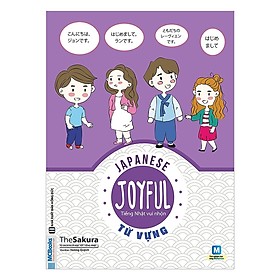 こんにちは、
ジョンです。
はじめまして、
ランです。
ともだちの
レーヴィエン
です。
はじめ
まして
JAPANESE
JOYFUL
Tiếng Nhật vui nhộn
TỪ VỰNG
TheSakura
MCBooks